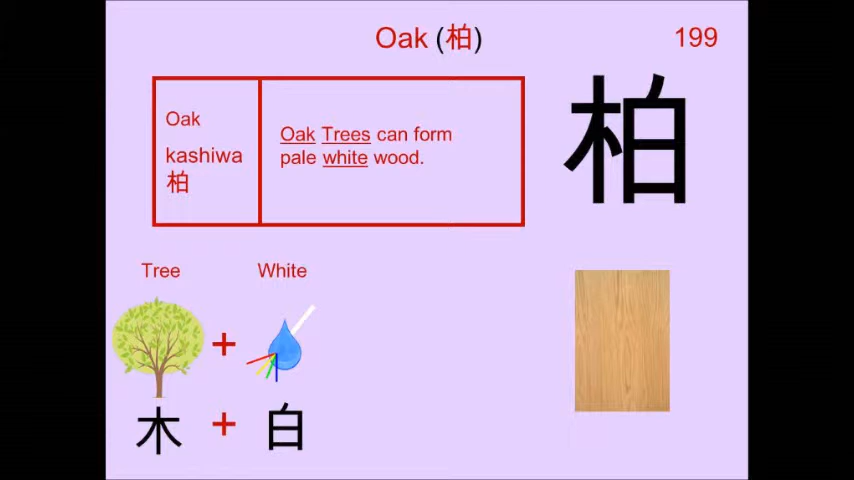 Oak (柏)
199
Oak
kashiwa
柏
Oak Trees can form
pale white wood.
柏
Tree
White
+
木 + 白